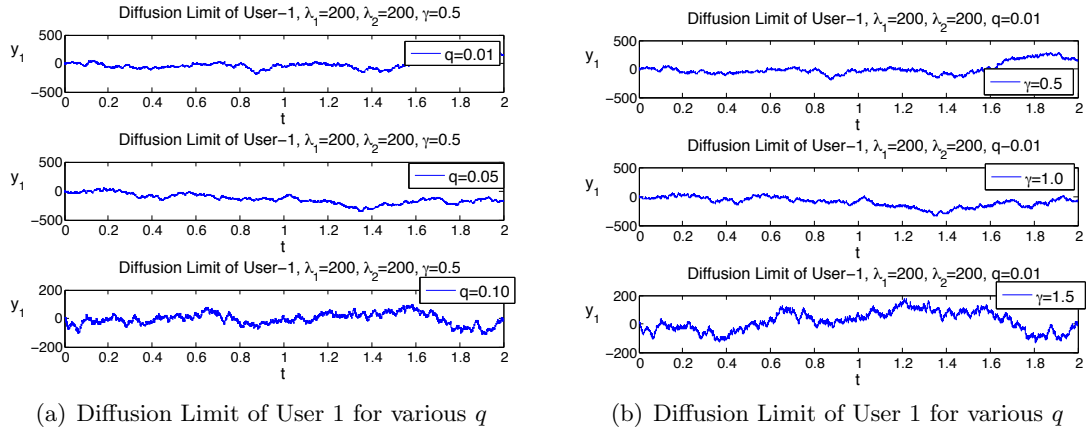 Diffusion Limit of User−1, λ1=200, λ2=200, γ=0.5
500
y1
0
−500
q=0.01
0 0.2 0.4 0.6 0.8 1 1.2 1.4 1.6 1.8 2
t
Diffusion Limit of User−1, λ1=200, λ2=200, γ=0.5
500
y1
0
−500
q=0.05
0 0.2 0.4 0.6 0.8 1 1.2 1.4 1.6 1.8 2
t
Diffusion Limit of User−1, λ1=200, λ2=200, γ=0.5
200
y1
0
−200
q=0.10
0 0.2 0.4 0.6 0.8 1 1.2 1.4 1.6 1.8 2
t
(a) Diffusion Limit of User 1 for various q
Diffusion Limit of User−1, λ1=200, λ2=200, q=0.01
500
y1
0
−500
γ=0.5
0 0.2 0.4 0.6 0.8 1 1.2 1.4 1.6 1.8 2
t
Diffusion Limit of User−1, λ1=200, λ2=200, q−0.01
500
y1
0
−500
γ=1.0
0 0.2 0.4 0.6 0.8 1 1.2 1.4 1.6 1.8 2
t
Diffusion Limit of User−1, λ1=200, λ2=200, q=0.01
200
y1
0
−200
γ=1.5
0 0.2 0.4 0.6 0.8 1 1.2 1.4 1.6 1.8 2
t
(b) Diffusion Limit of User 1 for various q